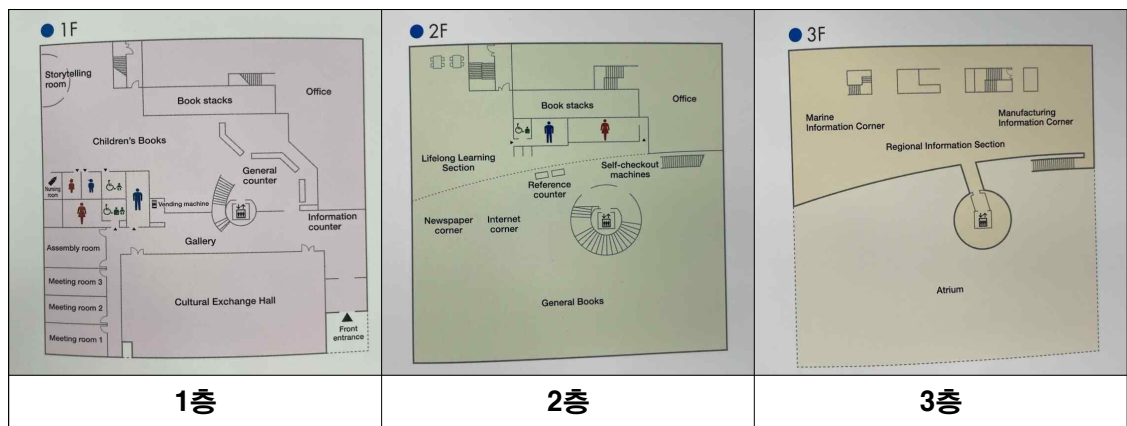 1F
Storytelling
room
Book stacks
Office
Children's Books
General
counter
Nursing
room
Vending machine
Information
counter
Gallery
Assembly room
Meeting room 3
Cultural Exchange Hall
Meeting room 2
Meeting room 1
Front
entrance
1층
2F
Book stacks
Office
Lifelong Learning
Section
Self-checkout
machines
Reference
counter
Newspaper
corner
Internet
corner
General Books
2층
3F
Marine
Information Corner
Manufacturing
Information Corner
Regional Information Section
Atrium
3층